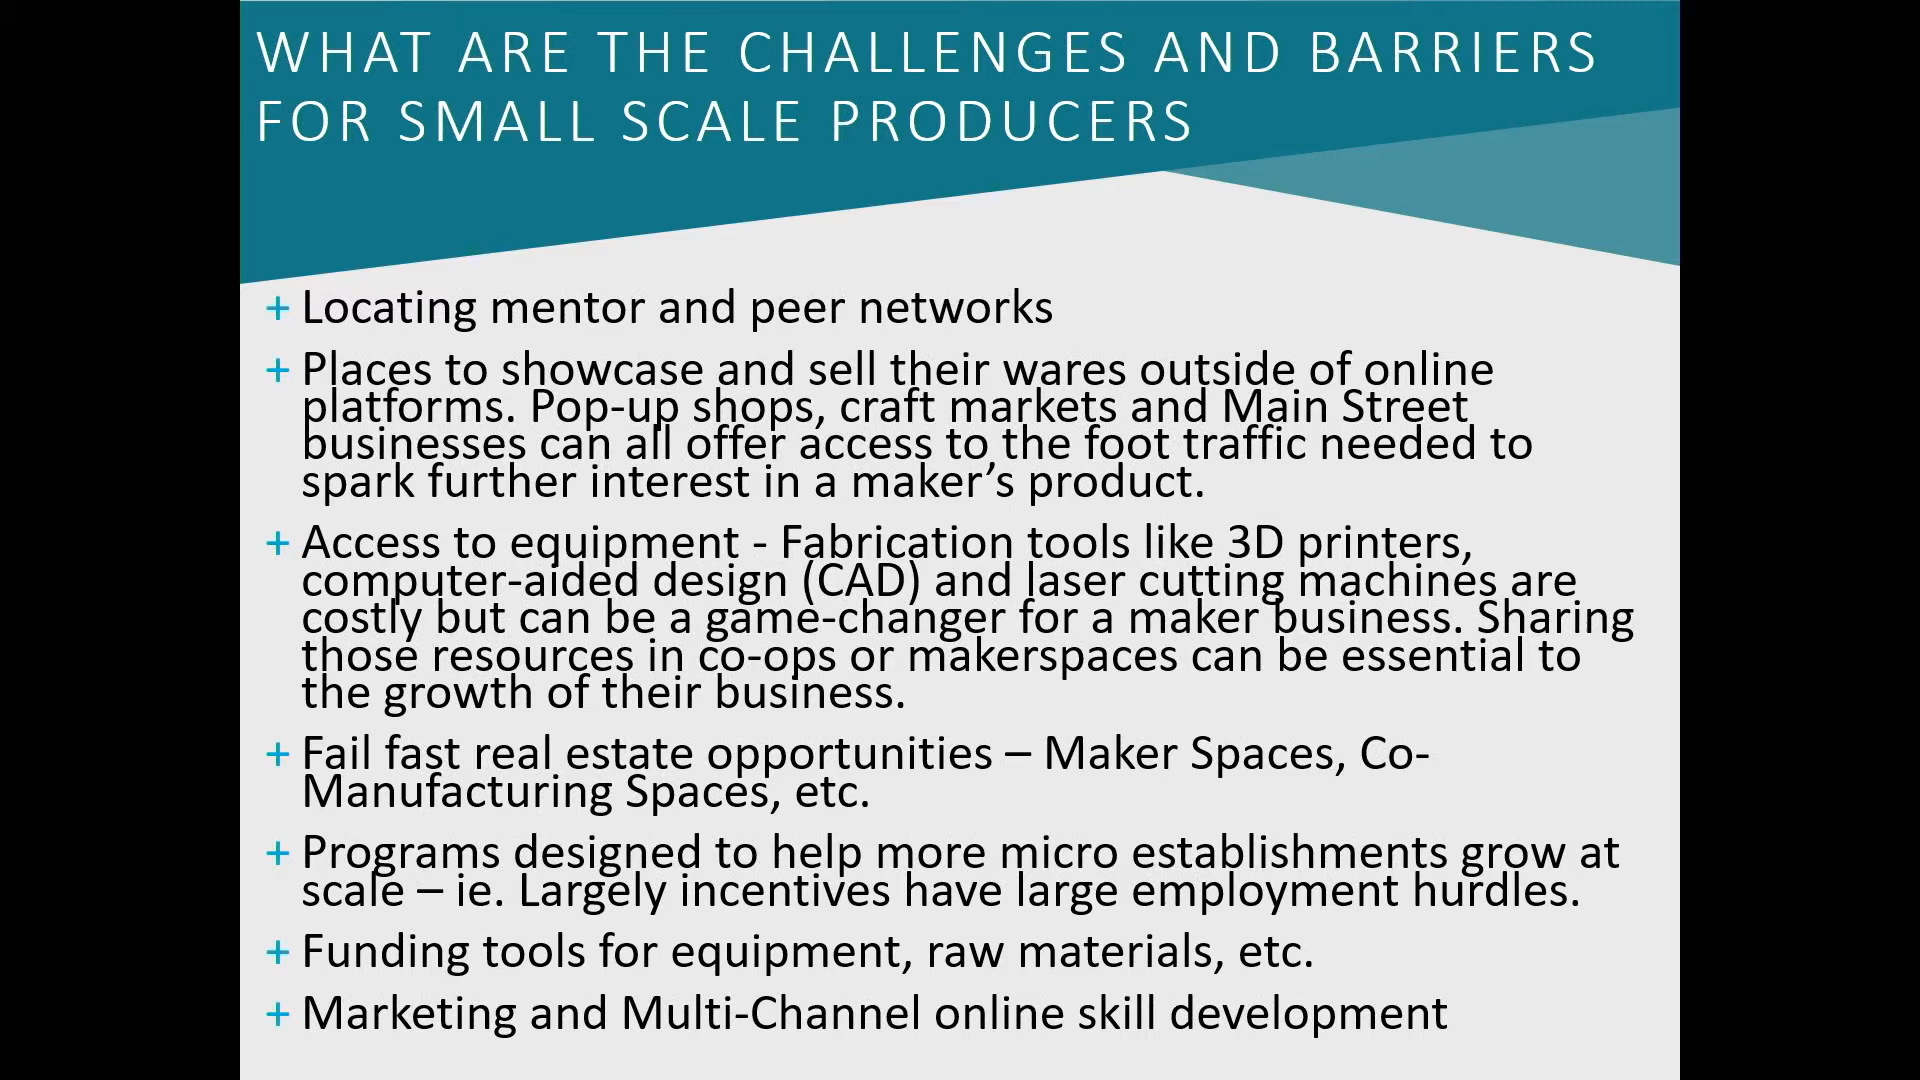 WHAT ARE THE CHALLENGES AND BARRIERS
FOR SMALL SCALE PRODUCERS
+ Locating mentor and peer networks
+ Places to showcase and sell their wares outside of online
platforms. Pop-up shops, craft markets and Main Street
businesses can all offer access to the foot traffic needed to
spark further interest in a maker’s product.
+ Access to equipment - Fabrication tools like 3D printers,
computer-aided design (CAD) and laser cutting machines are
costly but can be a game-changer for a maker business. Sharing
those resources in co-ops or makerspaces can be essential to
the growth of their business.
+ Fail fast real estate opportunities – Maker Spaces, Co-
Manufacturing Spaces, etc.
+ Programs designed to help more micro establishments grow at
scale – ie. Largely incentives have large employment hurdles.
+ Funding tools for equipment, raw materials, etc.
+ Marketing and Multi-Channel online skill development